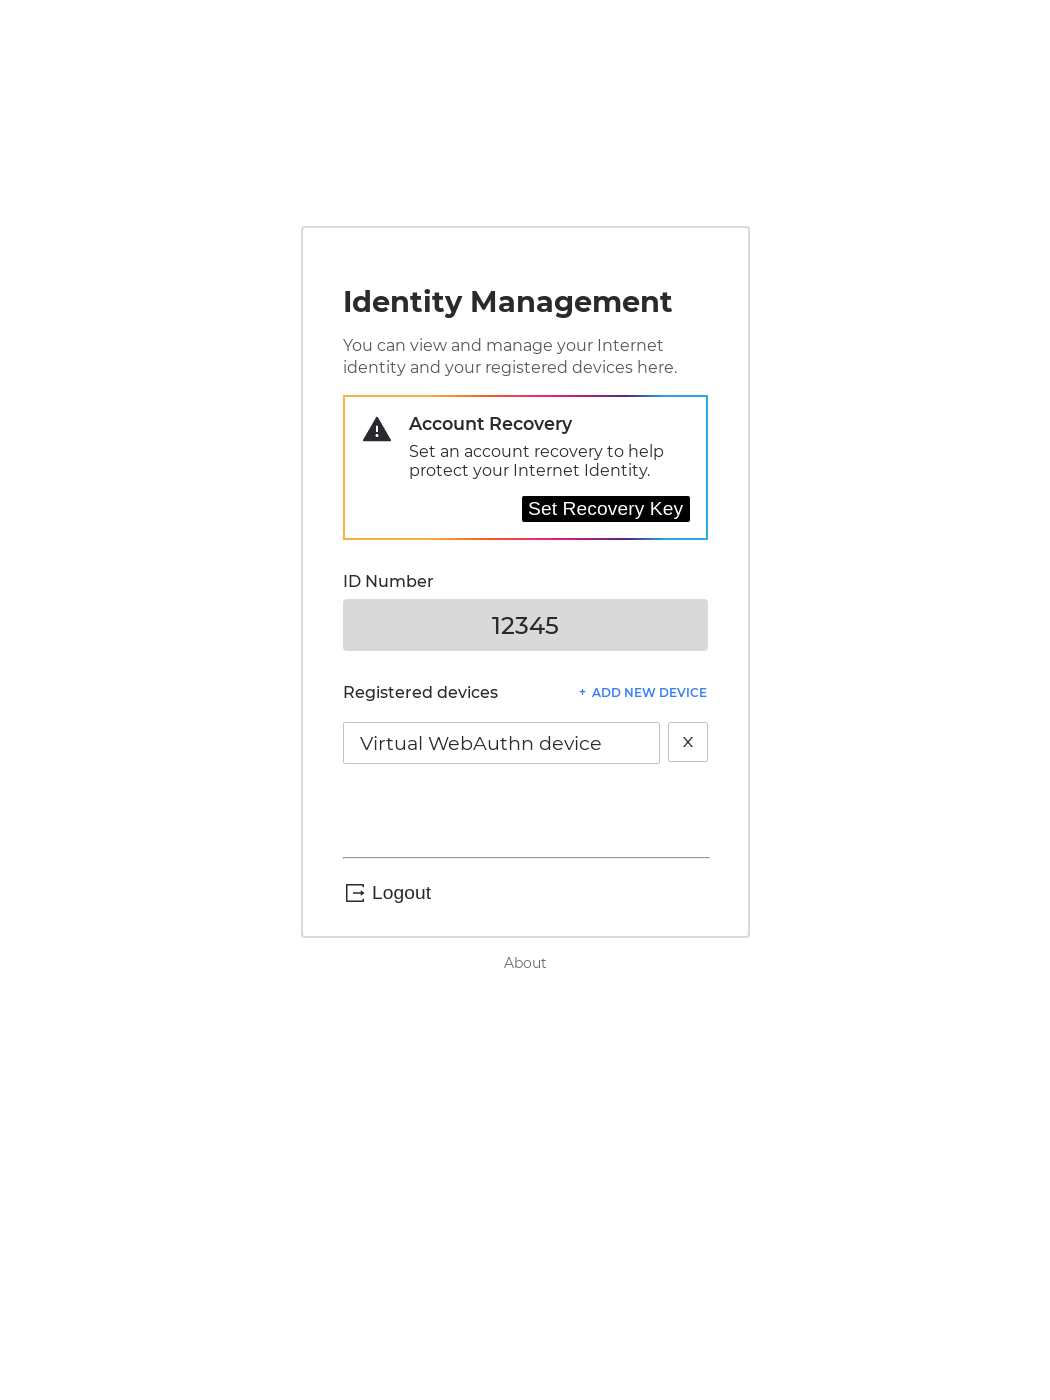 Identity Management
You can view and manage your Internet
identity and your registered devices here.
Account Recovery
Set an account recovery to help
protect your Internet Identity.
Set Recovery Key
ID Number
12345
Registered devices
+ ADD NEW DEVICE
Virtual WebAuthn device
X
Logout
About